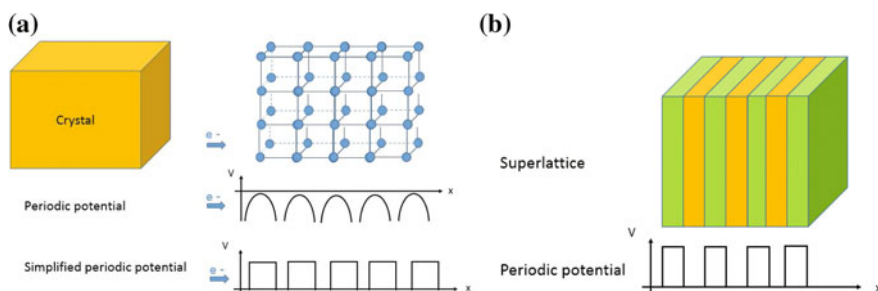 (a)
Crystal
e -
V
x
Periodic potential
e -
V
Simplified periodic potential
e -
x
(b)
Superlattice
V
Periodic potential
x